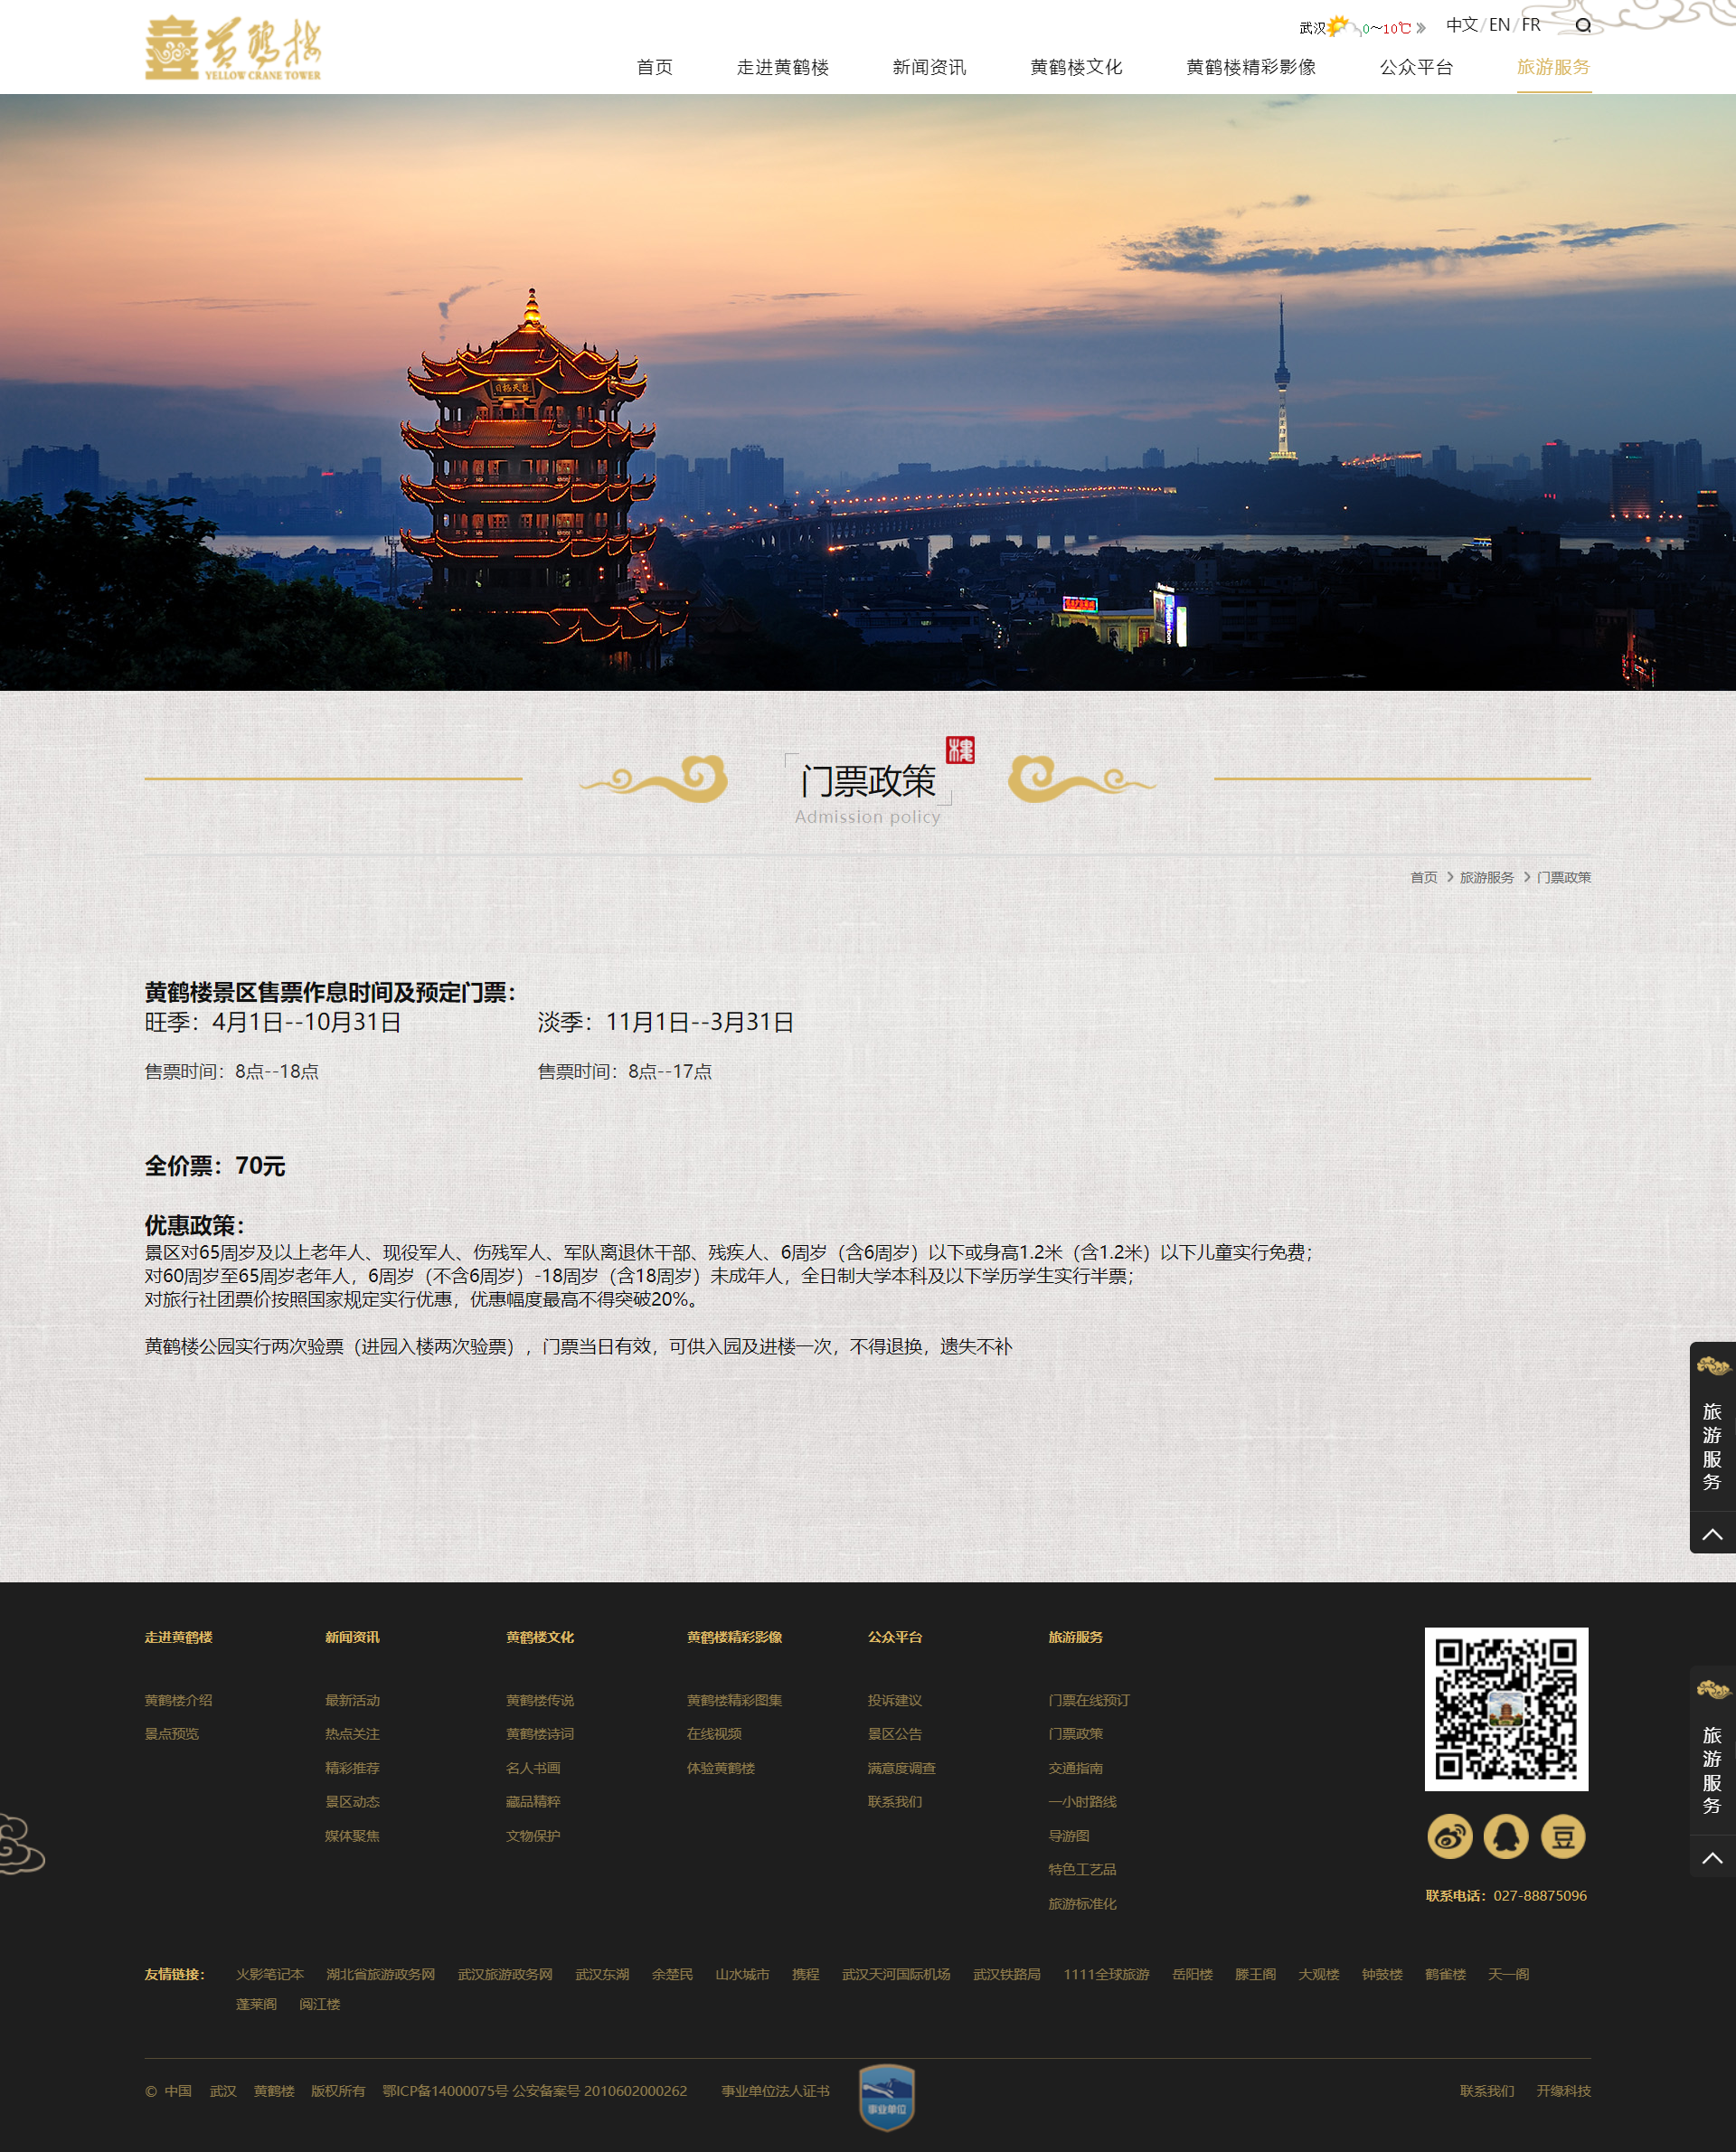 黄鹤楼
YELLOW CRANE TOWER
武汉 0～10℃
中文/EN/FR
首页 走进黄鹤楼 新闻资讯 黄鹤楼文化 黄鹤楼精彩影像 公众平台 旅游服务
楼
门票政策
Admission policy
首页 > 旅游服务 > 门票政策
黄鹤楼景区售票作息时间及预定门票：
旺季：4月1日--10月31日 淡季：11月1日--3月31日
售票时间：8点--18点 售票时间：8点--17点
全价票：70元
优惠政策：
景区对65周岁及以上老年人、现役军人、伤残军人、军队离退休干部、残疾人、6周岁（含6周岁）以下或身高1.2米（含1.2米）以下儿童实行免费；
对60周岁至65周岁老年人，6周岁（不含6周岁）-18周岁（含18周岁）未成年人，全日制大学本科及以下学历学生实行半票；
对旅行社团票价按照国家规定实行优惠，优惠幅度最高不得突破20%。
黄鹤楼公园实行两次验票（进园入楼两次验票），门票当日有效，可供入园及进楼一次，不得退换，遗失不补
旅游服务
走进黄鹤楼 新闻资讯 黄鹤楼文化 黄鹤楼精彩影像 公众平台 旅游服务
黄鹤楼介绍 最新活动 黄鹤楼传说 黄鹤楼精彩图集 投诉建议 门票在线预订
景点预览 热点关注 黄鹤楼诗词 在线视频 景区公告 门票政策
精彩推荐 名人书画 体验黄鹤楼 满意度调查 交通指南
景区动态 藏品精粹 联系我们 一小时路线
媒体聚焦 文物保护 导游图
特色工艺品
旅游标准化
旅游服务
豆
联系电话：027-88875096
友情链接： 火影笔记本 湖北省旅游政务网 武汉旅游政务网 武汉东湖 余楚民 山水城市 携程 武汉天河国际机场 武汉铁路局 1111全球旅游 岳阳楼 滕王阁 大观楼 钟鼓楼 鹤雀楼 天一阁
蓬莱阁 阅江楼
© 中国 武汉 黄鹤楼 版权所有 鄂ICP备14000075号 公安备案号 2010602000262 事业单位法人证书 事业单位 联系我们 开缘科技